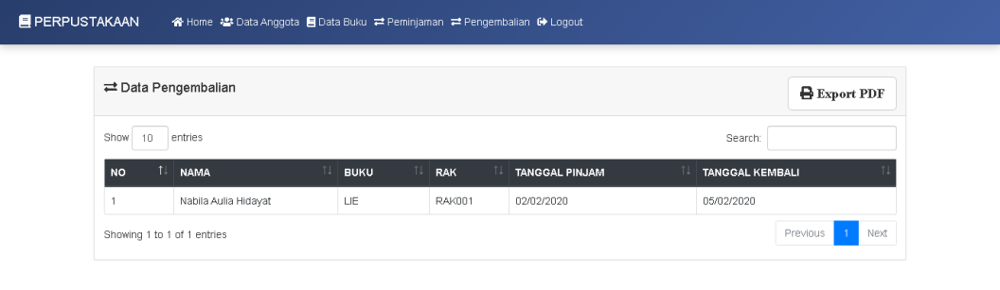 PERPUSTAKAAN Home Data Anggota Data Buku Peminjaman Pengembalian Logout
Data Pengembalian Export PDF
Show 10 entries Search:
NO NAMA BUKU RAK TANGGAL PINJAM TANGGAL KEMBALI
1 Nabila Aulia Hidayat LIE RAK001 02/02/2020 05/02/2020
Showing 1 to 1 of 1 entries Previous 1 Next